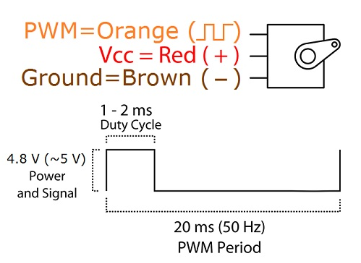 PWM=Orange (⎍⎍)
Vcc = Red (+)
Ground=Brown (−)
1 - 2 ms
Duty Cycle
4.8 V (~5 V)
Power
and Signal
20 ms (50 Hz)
PWM Period